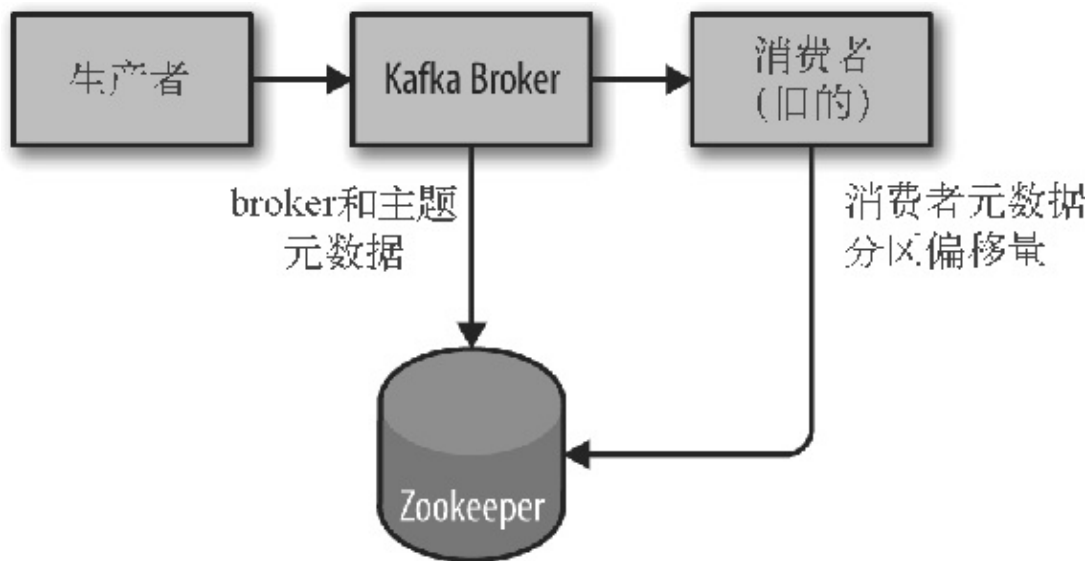 生产者
Kafka Broker
消费者
(旧的)
broker和主题
元数据
消费者元数据
分区偏移量
Zookeeper